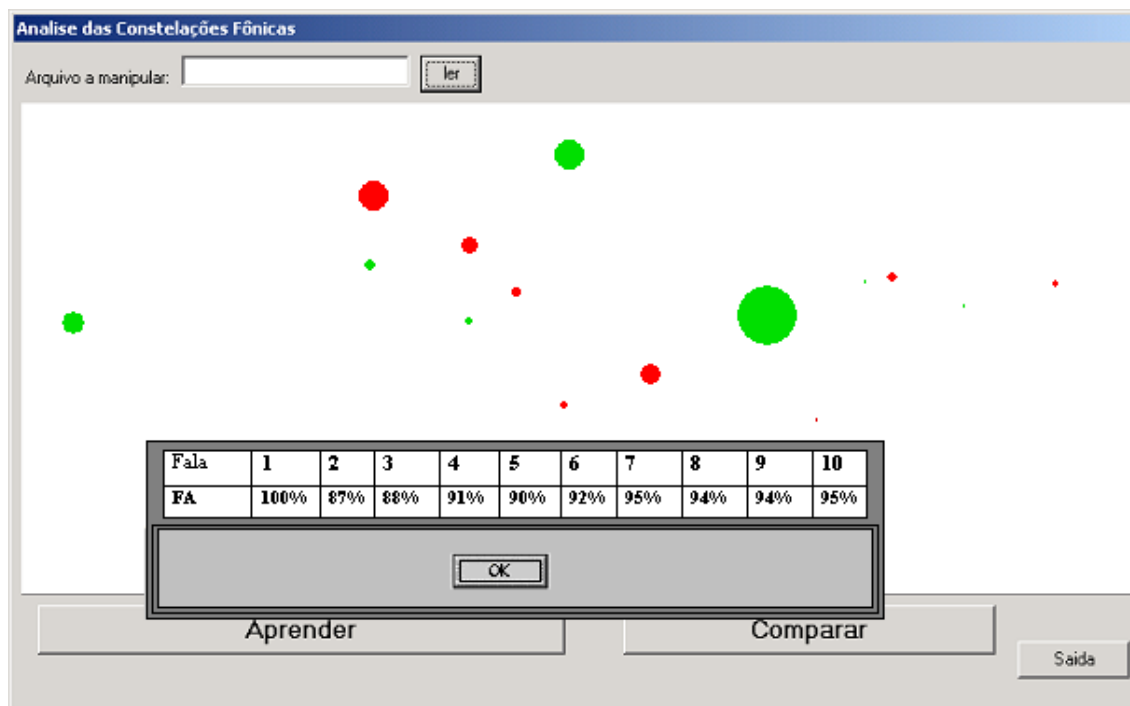 Analise das Constelações Fônicas
Arquivo a manipular: ler
Fala 1 2 3 4 5 6 7 8 9 10
FA 100% 87% 88% 91% 90% 92% 95% 94% 94% 95%
OK
Aprender Comparar
Saida